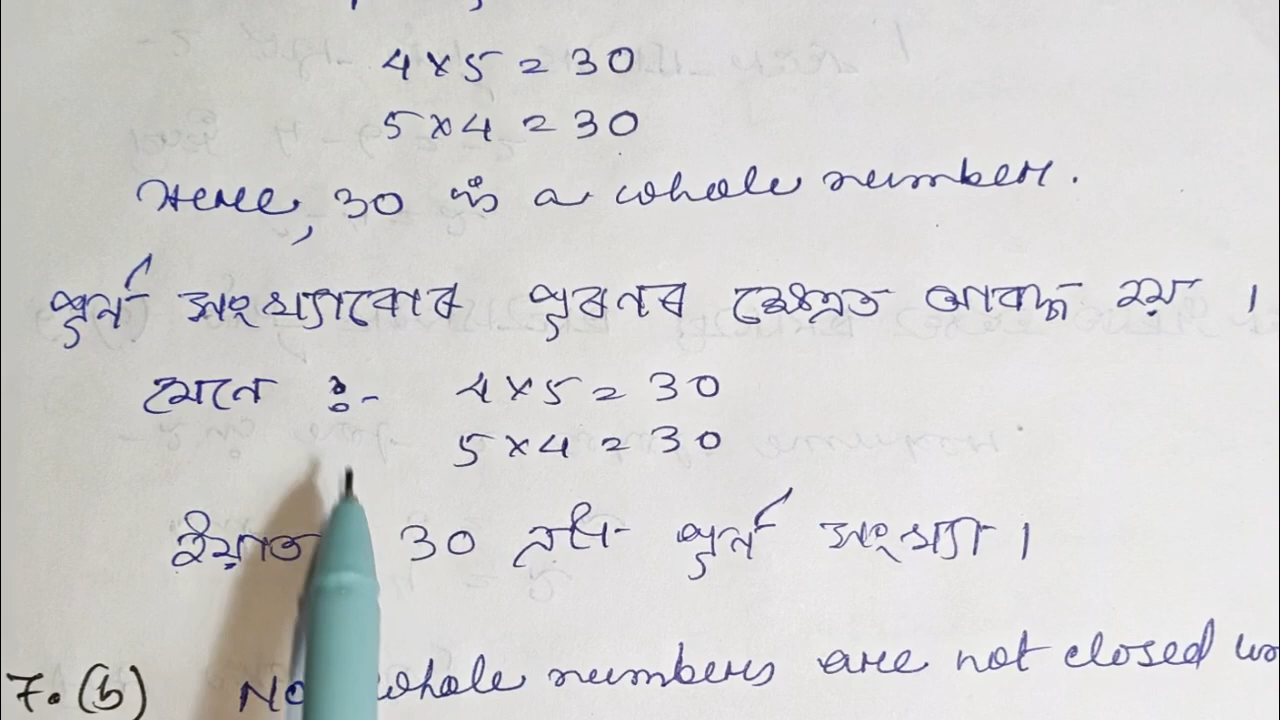 4 x 5 = 30
5 x 4 = 30
Here, 30 is a whole number.
পূৰ্ন সংখ্যাবোৰ পূৰণৰ ক্ষেত্ৰত আবদ্ধ হয় ।
যেনে :- 4 x 5 = 30
5 x 4 = 30
ইয়াত 30 পূৰ্ন সংখ্যা ।
7. (b) whole numbers are not closed